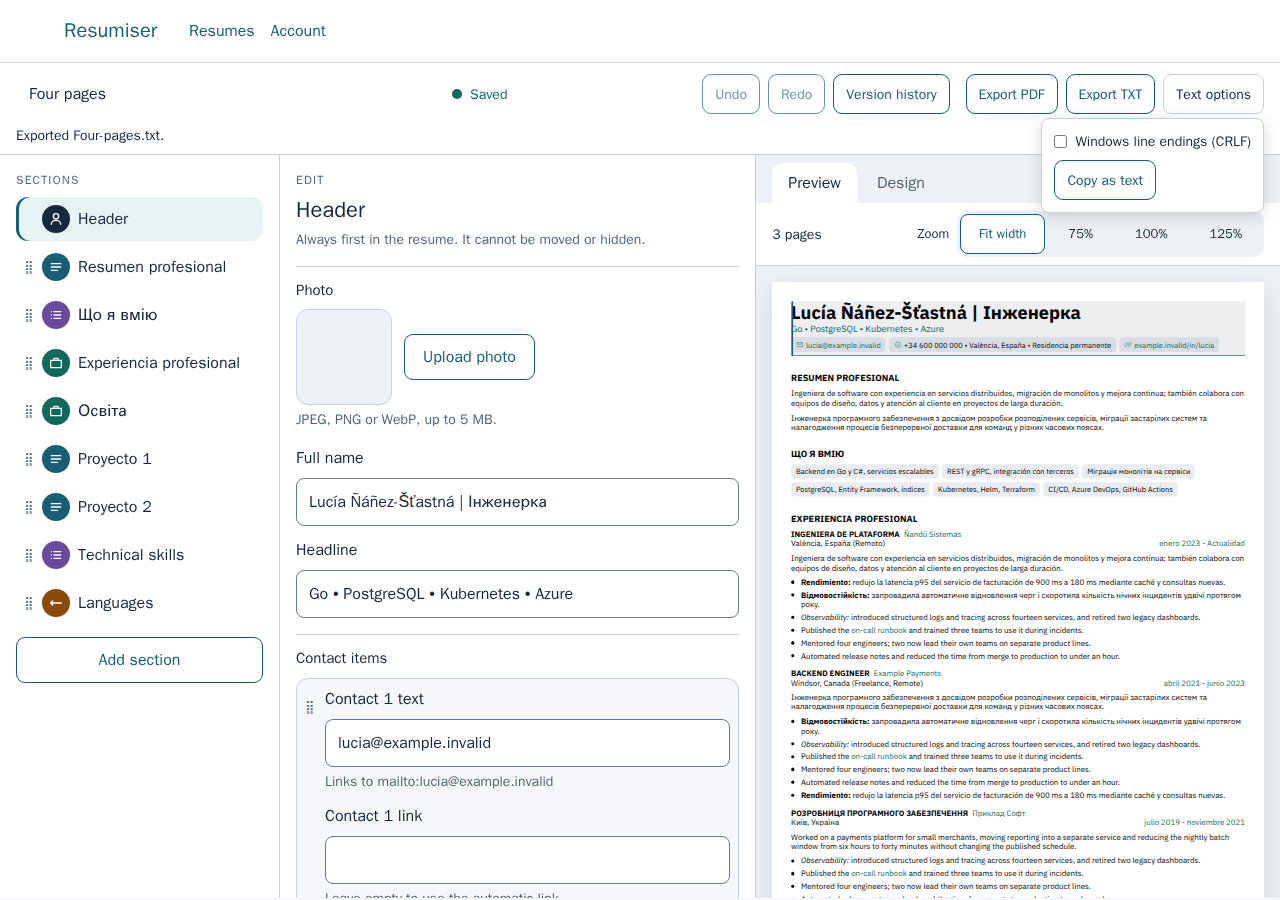 Resumiser
Resumes
Account
Four pages
Saved
Undo
Redo
Version history
Export PDF
Export TXT
Text options
Exported Four-pages.txt.
Windows line endings (CRLF)
Copy as text
SECTIONS
Header
Resumen profesional
Що я вмію
Experiencia profesional
Освіта
Proyecto 1
Proyecto 2
Technical skills
Languages
Add section
EDIT
Header
Always first in the resume. It cannot be moved or hidden.
Photo
Upload photo
JPEG, PNG or WebP, up to 5 MB.
Full name
Lucía Ñáñez-Šťastná | Інженерка
Headline
Go • PostgreSQL • Kubernetes • Azure
Contact items
Contact 1 text
lucia@example.invalid
Links to mailto:lucia@example.invalid
Contact 1 link
Leave empty to use the automatic link
Preview
Design
3 pages
Zoom
Fit width
75%
100%
125%
Lucía Ñáñez-Šťastná | Інженерка
Go • PostgreSQL • Kubernetes • Azure
lucia@example.invalid
+34 600 000 000 • València, España • Residencia permanente
example.invalid/in/lucia
RESUMEN PROFESIONAL
Ingeniera de software con experiencia en servicios distribuidos, migración de monolitos y mejora continua; también colabora con
equipos de diseño, datos y atención al cliente en proyectos de larga duración.
Інженерка програмного забезпечення з досвідом розробки розподілених сервісів, міграції застарілих систем та
налагодження процесів безперервної доставки для команд у різних часових поясах.
ЩО Я ВМІЮ
Backend en Go y C#, servicios escalables
REST y gRPC, integración con terceros
Міграція монолітів на сервіси
PostgreSQL, Entity Framework, índices
Kubernetes, Helm, Terraform
CI/CD, Azure DevOps, GitHub Actions
EXPERIENCIA PROFESIONAL
INGENIERA DE PLATAFORMA Ñandú Sistemas
València, España (Remoto)
enero 2023 - Actualidad
Ingeniera de software con experiencia en servicios distribuidos, migración de monolitos y mejora continua; también colabora con
equipos de diseño, datos y atención al cliente en proyectos de larga duración.
• Rendimiento: redujo la latencia p95 del servicio de facturación de 900 ms a 180 ms mediante caché y consultas nuevas.
• Відмовостійкість: запровадила автоматичне відновлення черг і скоротила кількість нічних інцидентів удвічі протягом
року.
• Observability: introduced structured logs and tracing across fourteen services, and retired two legacy dashboards.
• Published the on-call runbook and trained three teams to use it during incidents.
• Mentored four engineers; two now lead their own teams on separate product lines.
• Automated release notes and reduced the time from merge to production to under an hour.
BACKEND ENGINEER Example Payments
Windsor, Canada (Freelance, Remote)
abril 2021 - junio 2023
Інженерка програмного забезпечення з досвідом розробки розподілених сервісів, міграції застарілих систем та
налагодження процесів безперервної доставки для команд у різних часових поясах.
• Відмовостійкість: запровадила автоматичне відновлення черг і скоротила кількість нічних інцидентів удвічі протягом
року.
• Observability: introduced structured logs and tracing across fourteen services, and retired two legacy dashboards.
• Published the on-call runbook and trained three teams to use it during incidents.
• Mentored four engineers; two now lead their own teams on separate product lines.
• Automated release notes and reduced the time from merge to production to under an hour.
• Rendimiento: redujo la latencia p95 del servicio de facturación de 900 ms a 180 ms mediante caché y consultas nuevas.
РОЗРОБНИЦЯ ПРОГРАМНОГО ЗАБЕЗПЕЧЕННЯ Приклад Софт
Київ, Україна
julio 2019 - noviembre 2021
Worked on a payments platform for small merchants, moving reporting into a separate service and reducing the nightly batch
window from six hours to forty minutes without changing the published schedule.
• Observability: introduced structured logs and tracing across fourteen services, and retired two legacy dashboards.
• Published the on-call runbook and trained three teams to use it during incidents.
• Mentored four engineers; two now lead their own teams on separate product lines.